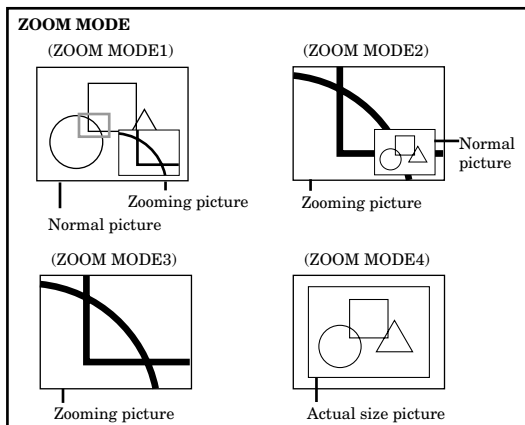 ZOOM MODE
(ZOOM MODE1)
(ZOOM MODE2)
Normal
picture
Zooming picture
Zooming picture
Normal picture
(ZOOM MODE3)
(ZOOM MODE4)
Zooming picture
Actual size picture